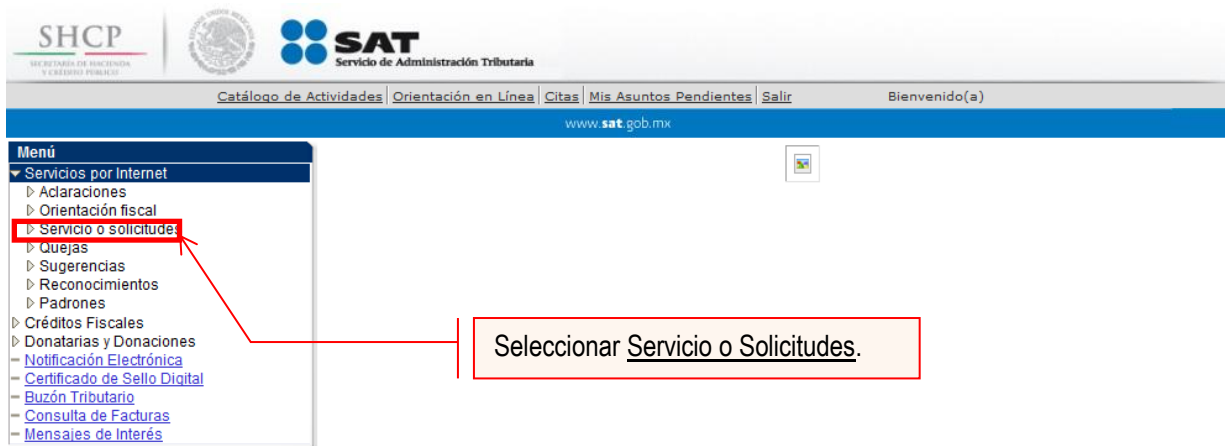 SHCP
SECRETARÍA DE HACIENDA
Y CRÉDITO PÚBLICO
ESTADOS UNIDOS MEXICANOS
SAT
Servicio de Administración Tributaria
Catálogo de Actividades Orientación en Línea Citas Mis Asuntos Pendientes Salir Bienvenido(a)
www.sat.gob.mx
Menú
Servicios por Internet
Aclaraciones
Orientación fiscal
Servicio o solicitudes
Quejas
Sugerencias
Reconocimientos
Padrones
Créditos Fiscales
Donatarias y Donaciones
Notificación Electrónica
Certificado de Sello Digital
Buzón Tributario
Consulta de Facturas
Mensajes de Interés
Seleccionar Servicio o Solicitudes.